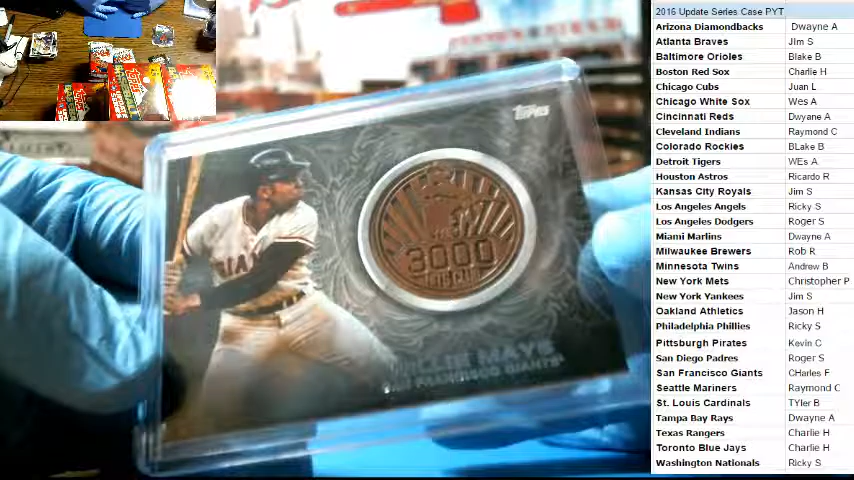 2016 Update Series Case PYT
Arizona Diamondbacks Dwayne A
Atlanta Braves Jim S
Baltimore Orioles Blake B
Boston Red Sox Charlie H
Chicago Cubs Juan L
Chicago White Sox Wes A
Cincinnati Reds Dwyane A
Cleveland Indians Raymond C
Colorado Rockies BLake B
Detroit Tigers WEs A
Houston Astros Ricardo R
Kansas City Royals Jim S
Los Angeles Angels Ricky S
Los Angeles Dodgers Roger S
Miami Marlins Dwayne A
Milwaukee Brewers Rob R
Minnesota Twins Andrew B
New York Mets Christopher P
New York Yankees Jim S
Oakland Athletics Jason H
Philadelphia Phillies Ricky S
Pittsburgh Pirates Kevin C
San Diego Padres Roger S
San Francisco Giants CHarles F
Seattle Mariners Raymond C
St. Louis Cardinals TYler B
Tampa Bay Rays Dwayne A
Texas Rangers Charlie H
Toronto Blue Jays Charlie H
Washington Nationals Ricky S
Topps
GIA
3000
HIT CLUB
WILLIE MAYS
SAN FRANCISCO GIANTS